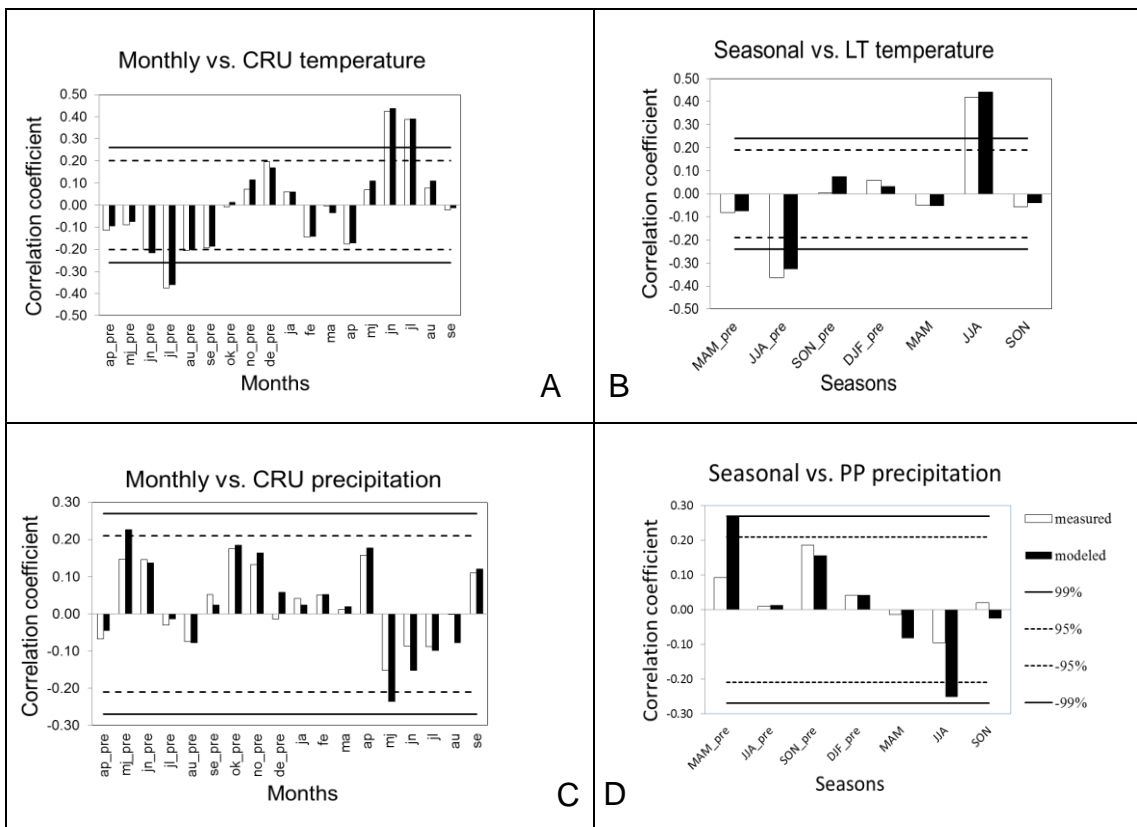 Monthly vs. CRU temperature
Correlation coefficient
0.50
0.40
0.30
0.20
0.10
0.00
-0.10
-0.20
-0.30
-0.40
-0.50
ap_pre
mj_pre
jn_pre
jl_pre
au_pre
se_pre
ok_pre
no_pre
de_pre
ja
fe
ma
ap
mj
jn
jl
au
se
Months
A
Seasonal vs. LT temperature
Correlation coefficient
0.50
0.40
0.30
0.20
0.10
0.00
-0.10
-0.20
-0.30
-0.40
-0.50
MAM_pre
JJA_pre
SON_pre
DJF_pre
MAM
JJA
SON
Seasons
B
Monthly vs. CRU precipitation
Correlation coefficient
0.30
0.20
0.10
0.00
-0.10
-0.20
-0.30
ap_pre
mj_pre
jn_pre
jl_pre
au_pre
se_pre
ok_pre
no_pre
de_pre
ja
fe
ma
ap
mj
jn
jl
au
se
Months
C
Seasonal vs. PP precipitation
Correlation coefficient
0.30
0.20
0.10
0.00
-0.10
-0.20
-0.30
MAM_pre
JJA_pre
SON_pre
DJF_pre
MAM
JJA
SON
Seasons
D
measured
modeled
99%
95%
-95%
-99%